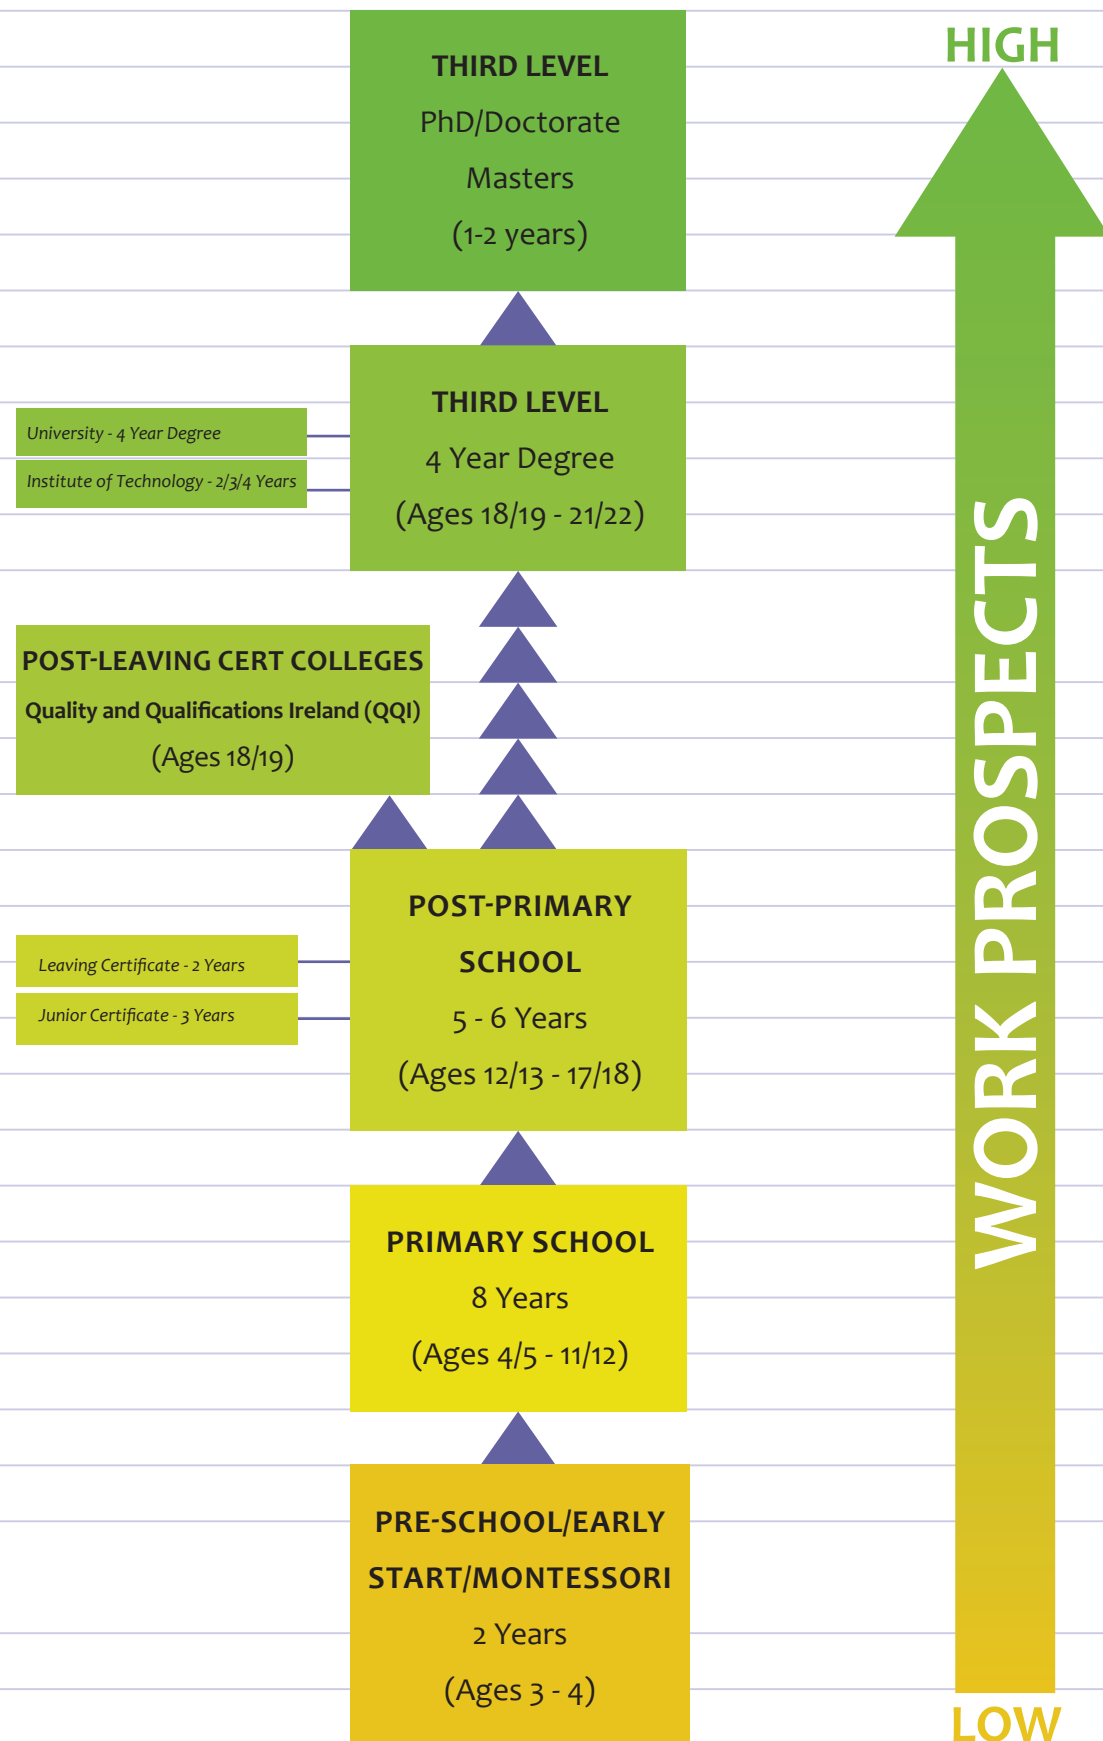 HIGH
THIRD LEVEL
PhD/Doctorate
Masters
(1-2 years)
THIRD LEVEL
4 Year Degree
(Ages 18/19 - 21/22)
University - 4 Year Degree
Institute of Technology - 2/3/4 Years
POST-LEAVING CERT COLLEGES
Quality and Qualifications Ireland (QQI)
(Ages 18/19)
POST-PRIMARY
SCHOOL
5 - 6 Years
(Ages 12/13 - 17/18)
Leaving Certificate - 2 Years
Junior Certificate - 3 Years
PRIMARY SCHOOL
8 Years
(Ages 4/5 - 11/12)
PRE-SCHOOL/EARLY
START/MONTESSORI
2 Years
(Ages 3 - 4)
WORK PROSPECTS
LOW